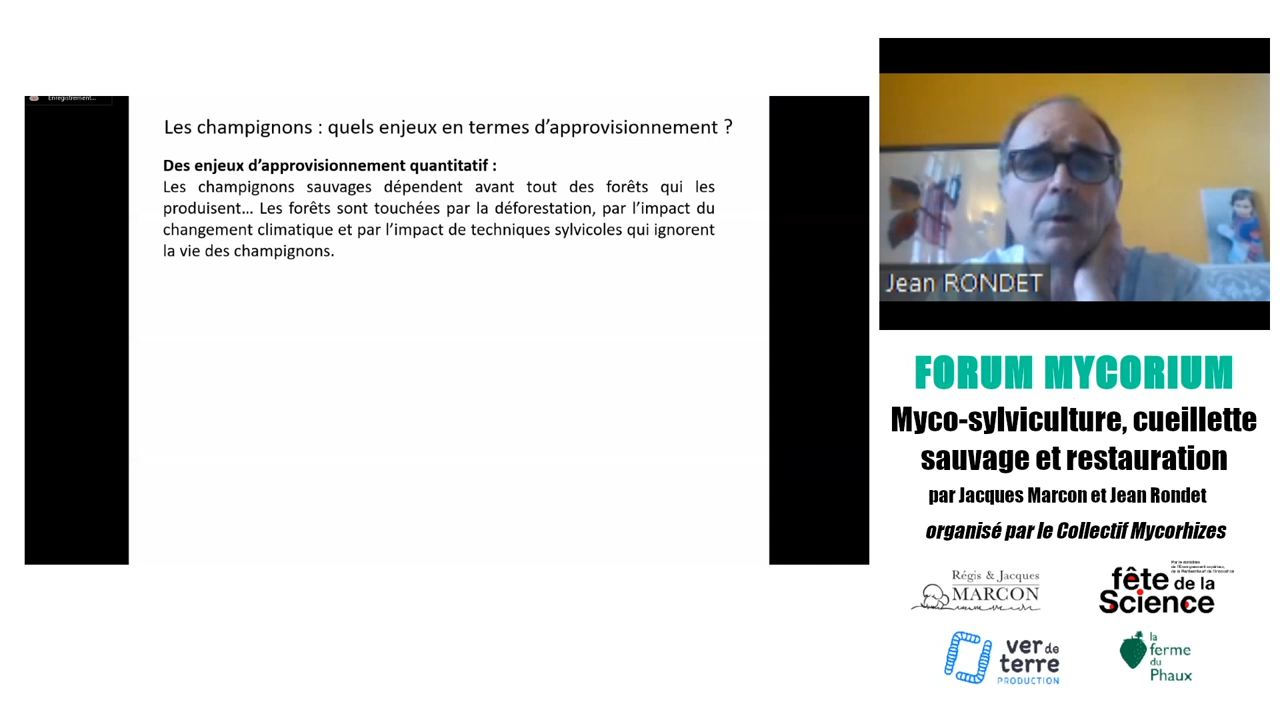 Enregistrement...
Les champignons : quels enjeux en termes d’approvisionnement ?
Des enjeux d’approvisionnement quantitatif :
Les champignons sauvages dépendent avant tout des forêts qui les
produisent... Les forêts sont touchées par la déforestation, par l’impact du
changement climatique et par l’impact de techniques sylvicoles qui ignorent
la vie des champignons.
Jean RONDET
FORUM MYCORIUM
Myco-sylviculture, cueillette
sauvage et restauration
par Jacques Marcon et Jean Rondet
organisé par le Collectif Mycorhizes
Régis & Jacques
MARCON
fête de la
Science
ver de
terre
PRODUCTION
la
ferme
du
Phaux